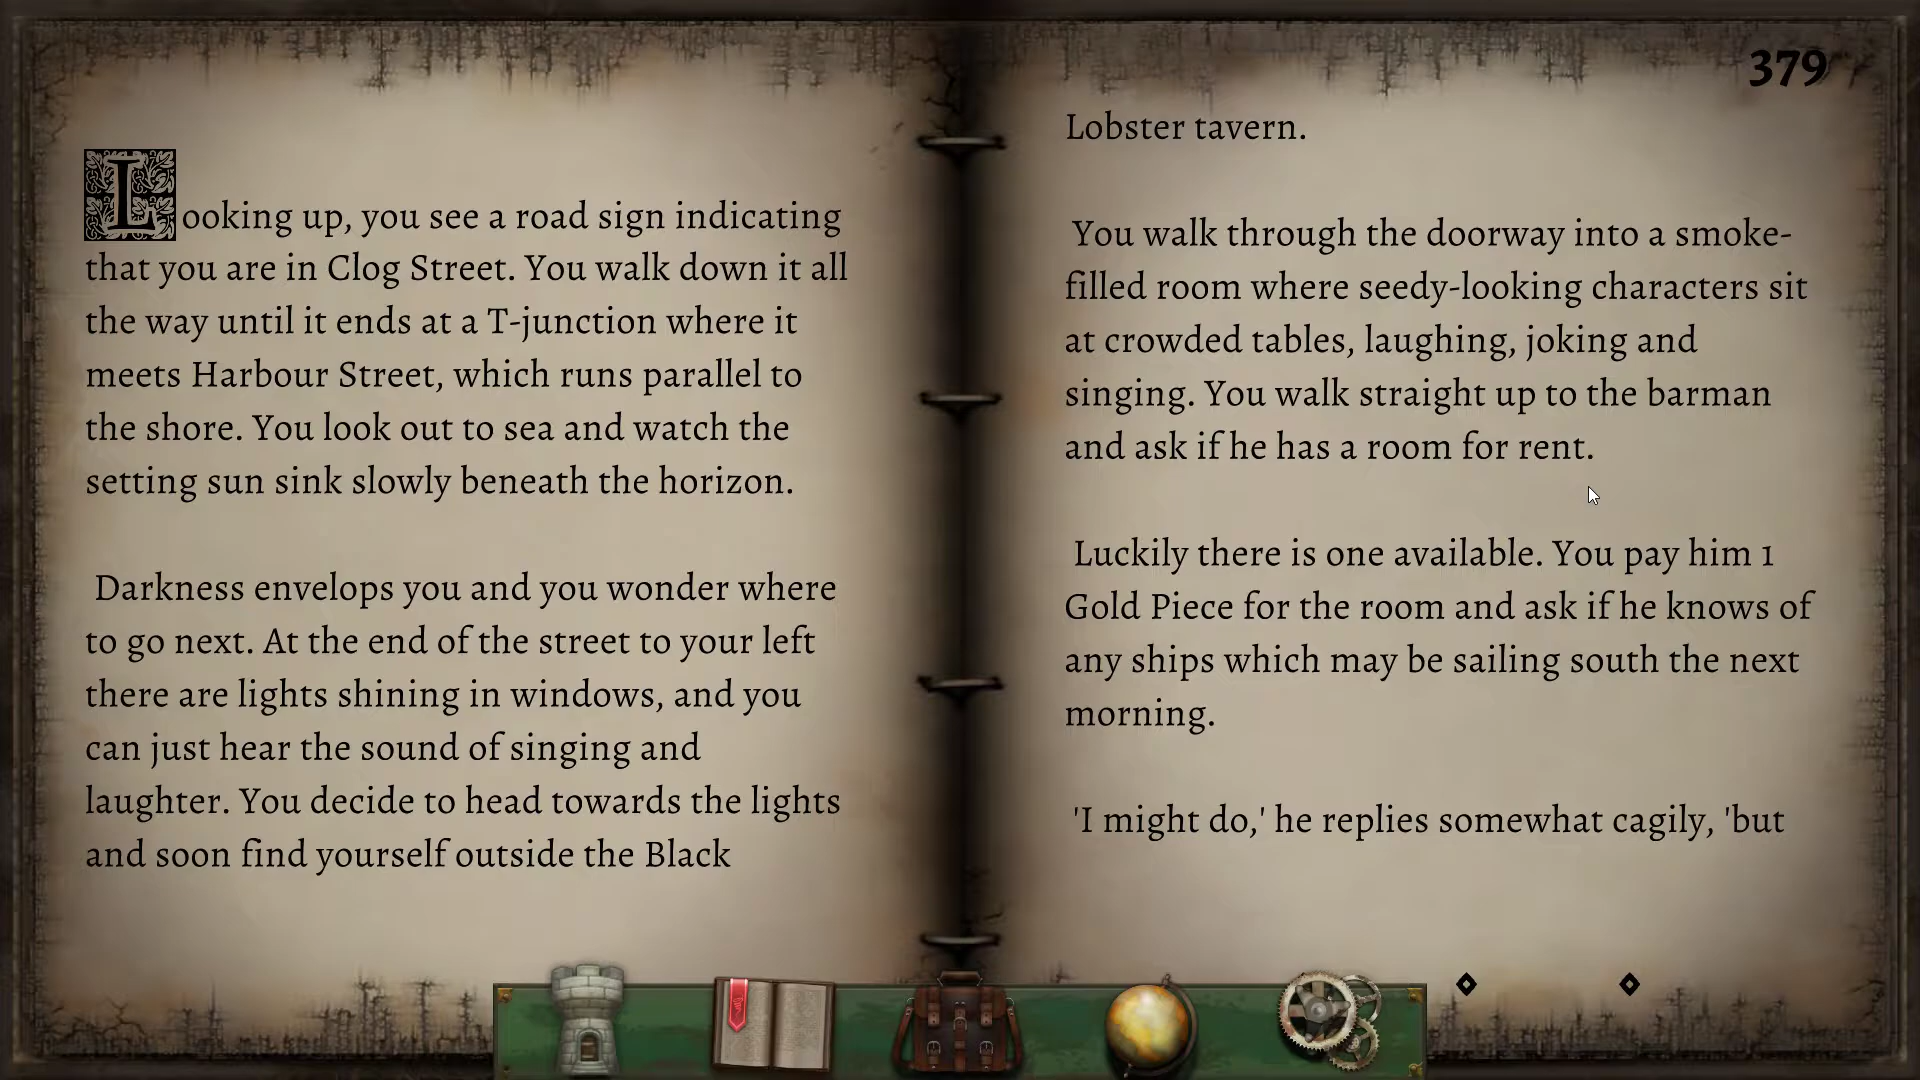 Looking up, you see a road sign indicating
that you are in Clog Street. You walk down it all
the way until it ends at a T-junction where it
meets Harbour Street, which runs parallel to
the shore. You look out to sea and watch the
setting sun sink slowly beneath the horizon.
Darkness envelops you and you wonder where
to go next. At the end of the street to your left
there are lights shining in windows, and you
can just hear the sound of singing and
laughter. You decide to head towards the lights
and soon find yourself outside the Black
379
Lobster tavern.
You walk through the doorway into a smoke-
filled room where seedy-looking characters sit
at crowded tables, laughing, joking and
singing. You walk straight up to the barman
and ask if he has a room for rent.
Luckily there is one available. You pay him 1
Gold Piece for the room and ask if he knows of
any ships which may be sailing south the next
morning.
'I might do,' he replies somewhat cagily, 'but